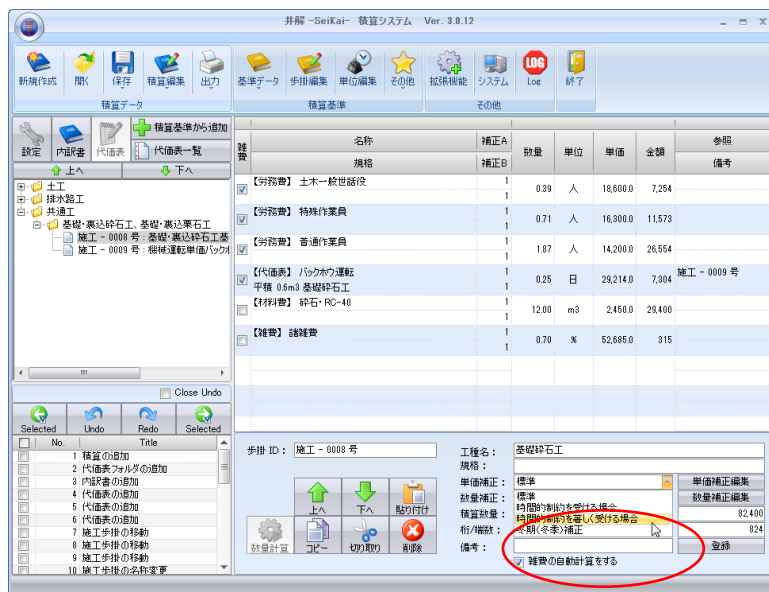 井解 -SeiKai- 積算システム Ver. 3.0.12
新規作成 開く 保存 積算編集 出力 基準データ 歩掛編集 単位編集 その他 拡張機能 システム Log 終了
LOG
積算データ 積算基準 その他
設定 内訳書 代価表 積算基準から追加
代価表一覧
上へ 下へ
土工
排水路工
共通工
基礎・裏込砕石工、基礎・裏込栗石工
施工 - 0008 号 : 基礎・裏込砕石工基
施工 - 0009 号 : 機械運転単価バックホ
Close Undo
Selected Undo Redo Selected
No. Title
1 積算の追加
2 代価表フォルダの追加
3 内訳書の追加
4 代価表の追加
5 代価表の追加
6 代価表の追加
7 施工歩掛の移動
8 施工歩掛の移動
9 施工歩掛の移動
10 施工歩掛の名称変更
雑費 名称 補正A 数量 単位 単価 金額 参照
規格 補正B 備考
【労務費】 土木一般世話役 1
1 0.39 人 18,600.0 7,254
【労務費】 特殊作業員 1
1 0.71 人 16,300.0 11,573
【労務費】 普通作業員 1
1 1.87 人 14,200.0 26,554
【代価表】 バックホウ運転 1 施工 - 0009 号
平積 0.6m3 基礎砕石工 1 0.25 日 29,214.0 7,304
【材料費】 砕石・RC-40 1
1 12.00 m3 2,450.0 29,400
【雑費】 諸雑費 1
1 0.70 % 52,685.0 315
歩掛 ID : 施工 - 0008 号
上へ 下へ 貼り付け
数量計算 コピー 切り取り 削除
工種名 : 基礎砕石工
規格 :
単価補正 : 標準 単価補正編集
数量補正 : 標準 数量補正編集
時間的制約を受ける場合
積算数量 : 時間的制約を著しく受ける場合 82,400
桁/端数 : 冬期(冬季)補正 824
備考 : 登録
雑費の自動計算をする